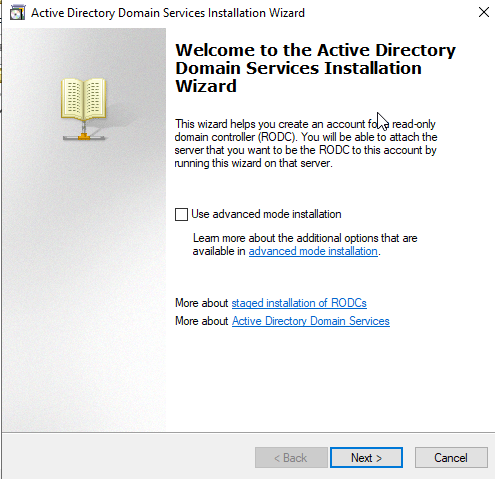 Active Directory Domain Services Installation Wizard
Welcome to the Active Directory
Domain Services Installation
Wizard
This wizard helps you create an account for a read-only
domain controller (RODC). You will be able to attach the
server that you want to be the RODC to this account by
running this wizard on that server.
Use advanced mode installation
Learn more about the additional options that are
available in advanced mode installation.
More about staged installation of RODCs
More about Active Directory Domain Services
< Back
Next >
Cancel